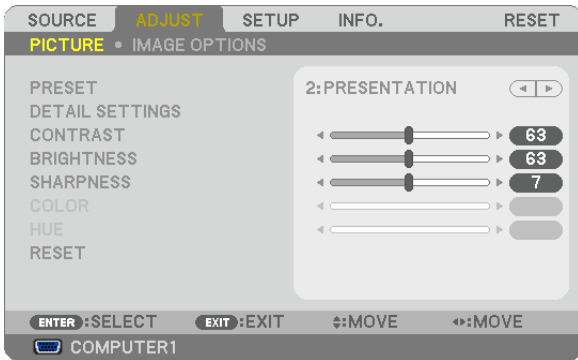 SOURCE ADJUST SETUP INFO. RESET
PICTURE • IMAGE OPTIONS
PRESET 2:PRESENTATION
DETAIL SETTINGS
CONTRAST 63
BRIGHTNESS 63
SHARPNESS 7
COLOR
HUE
RESET
ENTER :SELECT EXIT :EXIT :MOVE :MOVE
COMPUTER1